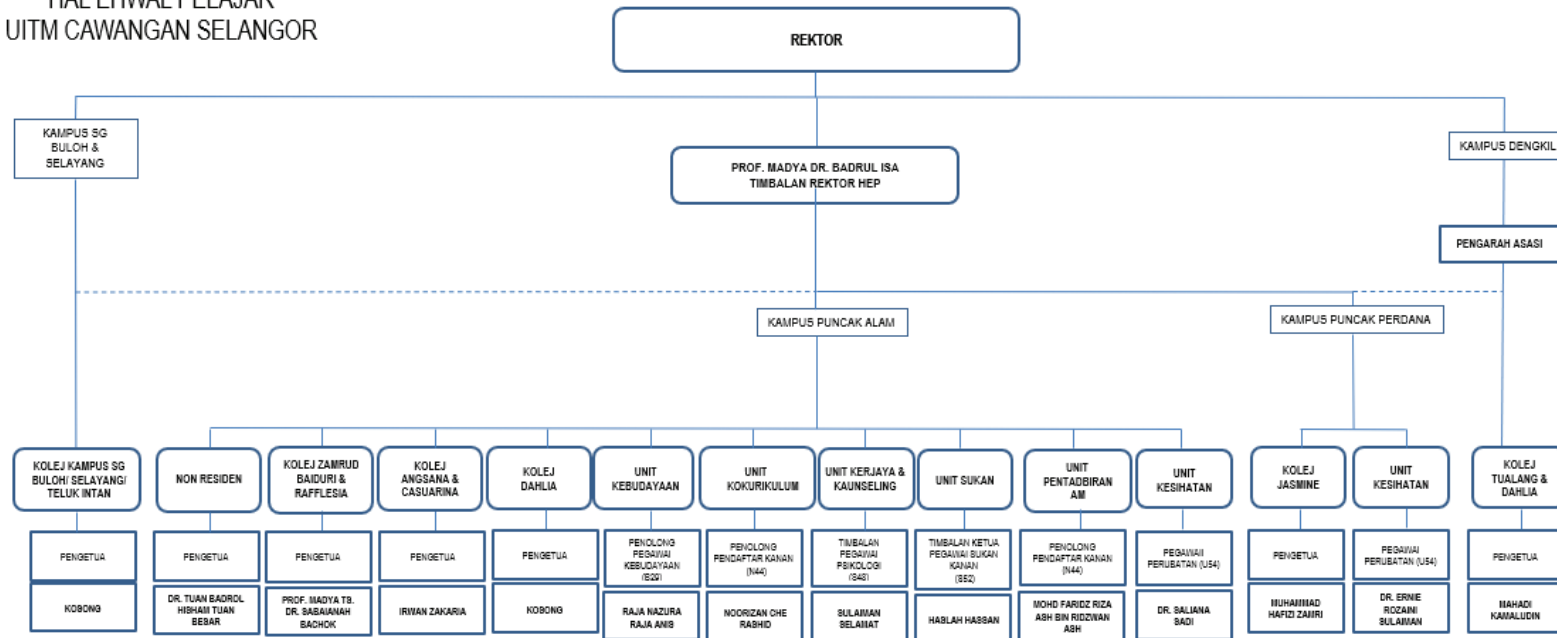 HAL EHWAL PELAJAR
UITM CAWANGAN SELANGOR
REKTOR
KAMPUS SG
BULOH &
SELAYANG
PROF. MADYA DR. BADRUL ISA
TIMBALAN REKTOR HEP
KAMPUS DENGKIL
PENGARAH ASASI
KAMPUS PUNCAK ALAM
KAMPUS PUNCAK PERDANA
KOLEJ KAMPUS SG
BULOH/ SELAYANG/
TELUK INTAN
NON RESIDEN
KOLEJ ZAMRUD
BAIDURI &
RAFFLESIA
KOLEJ
ANGSANA &
CASUARINA
KOLEJ
DAHLIA
UNIT
KEBUDAYAAN
UNIT
KOKURIKULUM
UNIT KERJAYA &
KAUNSELING
UNIT SUKAN
UNIT
PENTADBIRAN
AM
UNIT
KESIHATAN
KOLEJ
JASMINE
UNIT
KESIHATAN
KOLEJ
TUALANG &
DAHLIA
PENGETUA
PENGETUA
PENGETUA
PENGETUA
PENGETUA
PENOLONG
PEGAWAI
KEBUDAYAAN
(B29)
PENOLONG
PENDAFTAR KANAN
(N44)
TIMBALAN
PEGAWAI
PSIKOLOGI
(S48)
TIMBALAN KETUA
PEGAWAI SUKAN
KANAN
(S52)
PENOLONG
PENDAFTAR KANAN
(N44)
PEGAWAII
PERUBATAN (U54)
PENGETUA
PEGAWAI
PERUBATAN (U54)
PENGETUA
KOSONG
DR. TUAN BADROL
HISHAM TUAN
BESAR
PROF. MADYA TS.
DR. SABAIANAH
BACHOK
IRWAN ZAKARIA
KOSONG
RAJA NAZURA
RAJA ANIS
NOORIZAN CHE
RASHID
SULAIMAN
SELAMAT
HASLAH HASSAN
MOHD FARIDZ RIZA
ASH BIN RIDZWAN
ASH
DR. SALIANA
SADI
MUHAMMAD
HAFIZI ZAMRI
DR. ERNIE
ROZAINI
SULAIMAN
MAHADI
KAMALUDIN